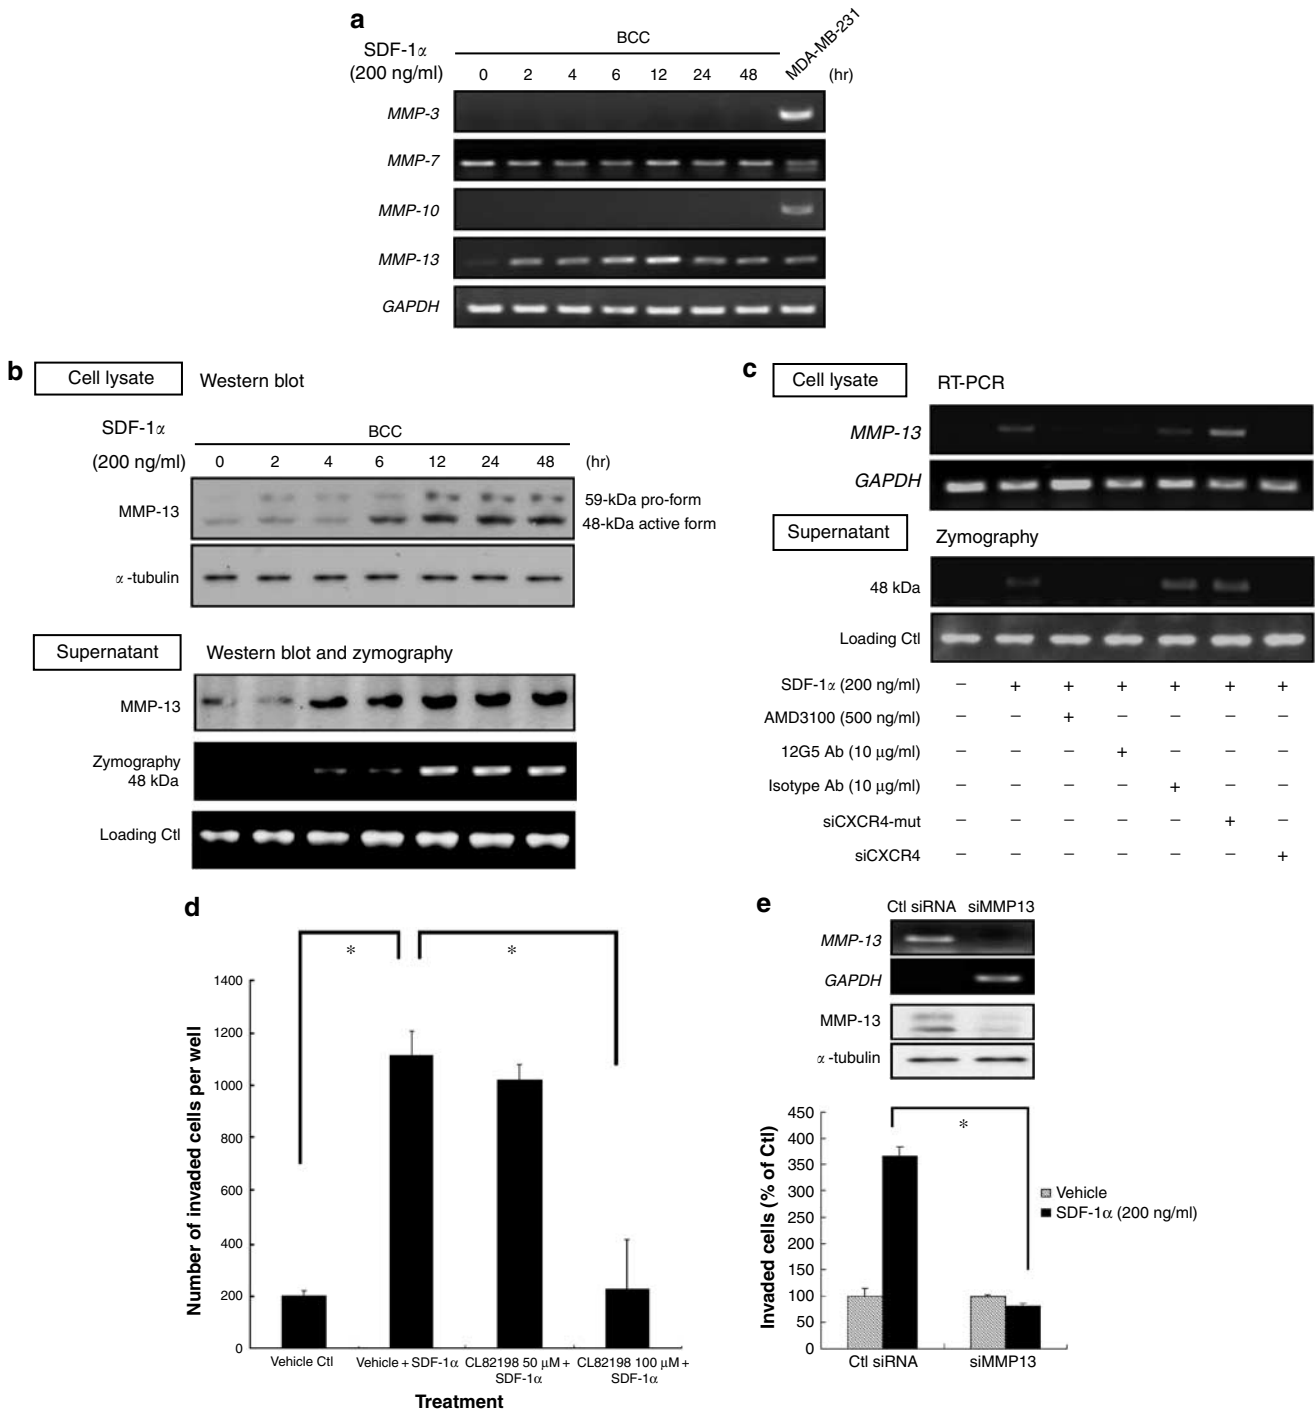 a
SDF-1α
(200 ng/ml)
BCC
MDA-MB-231
0 2 4 6 12 24 48 (hr)
MMP-3
MMP-7
MMP-10
MMP-13
GAPDH
b
Cell lysate Western blot
SDF-1α
(200 ng/ml)
BCC
0 2 4 6 12 24 48 (hr)
MMP-13
59-kDa pro-form
48-kDa active form
α-tubulin
Supernatant Western blot and zymography
MMP-13
Zymography
48 kDa
Loading Ctl
c
Cell lysate RT-PCR
MMP-13
GAPDH
Supernatant Zymography
48 kDa
Loading Ctl
SDF-1α (200 ng/ml) − + + + + + +
AMD3100 (500 ng/ml) − − + − − − −
12G5 Ab (10 μg/ml) − − − + − − −
Isotype Ab (10 μg/ml) − − − − + − −
siCXCR4-mut − − − − − + −
siCXCR4 − − − − − − +
d
* *
Number of invaded cells per well
1400
1200
1000
800
600
400
200
0
Vehicle Ctl
Vehicle + SDF-1α
CL82198 50 μM +
SDF-1α
CL82198 100 μM +
SDF-1α
Treatment
e
Ctl siRNA siMMP13
MMP-13
GAPDH
MMP-13
α-tubulin
Invaded cells (% of Ctl)
450
400
350
300
250
200
150
100
50
0
*
Vehicle
SDF-1α (200 ng/ml)
Ctl siRNA siMMP13